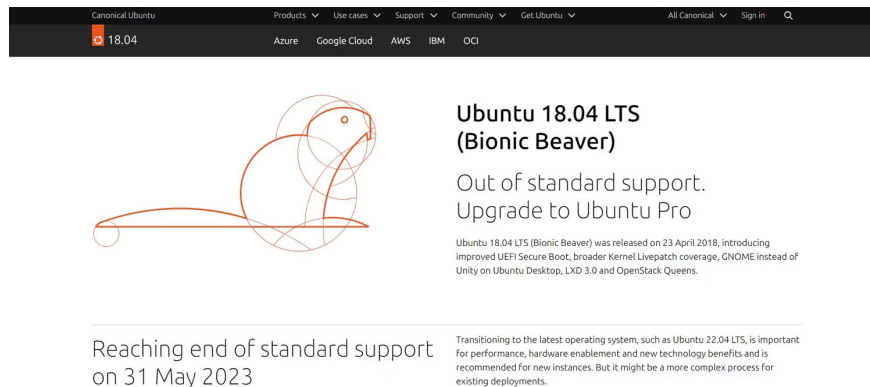 Canonical Ubuntu Products Use cases Support Community Get Ubuntu All Canonical Sign in
18.04 Azure Google Cloud AWS IBM OCI
Ubuntu 18.04 LTS
(Bionic Beaver)
Out of standard support.
Upgrade to Ubuntu Pro
Ubuntu 18.04 LTS (Bionic Beaver) was released on 23 April 2018, introducing
improved UEFI Secure Boot, broader Kernel Livepatch coverage, GNOME instead of
Unity on Ubuntu Desktop, LXD 3.0 and OpenStack Queens.
Reaching end of standard support
on 31 May 2023
Transitioning to the latest operating system, such as Ubuntu 22.04 LTS, is important
for performance, hardware enablement and new technology benefits and is
recommended for new instances. But it might be a more complex process for
existing deployments.